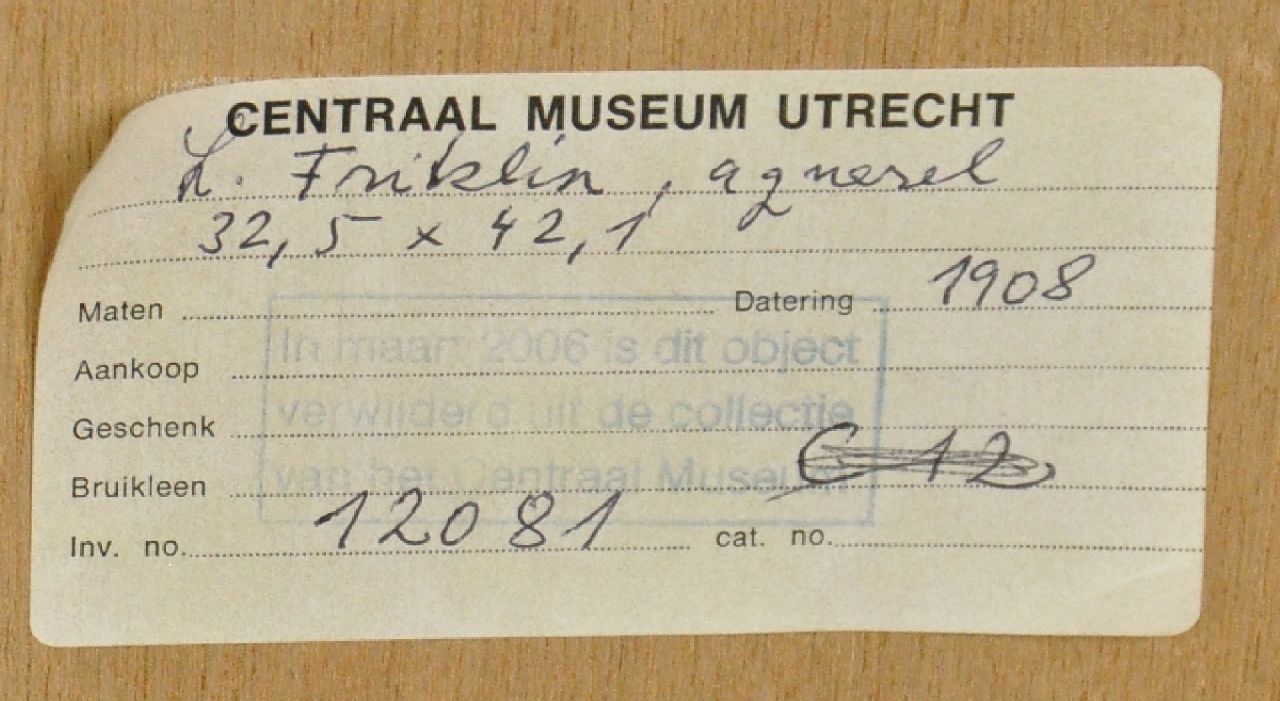 CENTRAAL MUSEUM UTRECHT
L. Friklin, aquarel
32,5 x 42,1
Maten Datering 1908
In maart 2006 is dit object
Aankoop
verwijderd uit de collectie
Geschenk
van het Centraal Museum
Bruikleen C 12
Inv. no. 12081 cat. no.